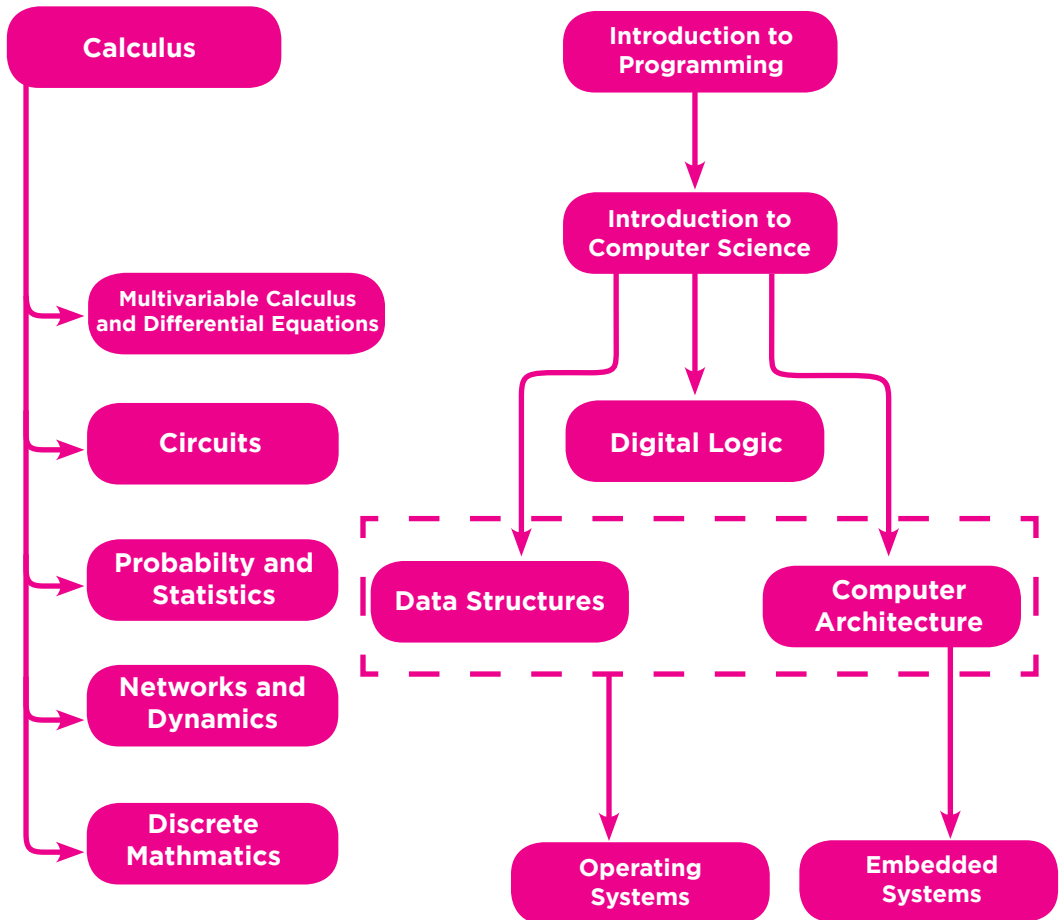 Calculus
Introduction to
Programming
Introduction to
Computer Science
Multivariable Calculus
and Differential Equations
Circuits
Digital Logic
Probabilty and
Statistics
Data Structures
Computer
Architecture
Networks and
Dynamics
Discrete
Mathmatics
Operating
Systems
Embedded
Systems